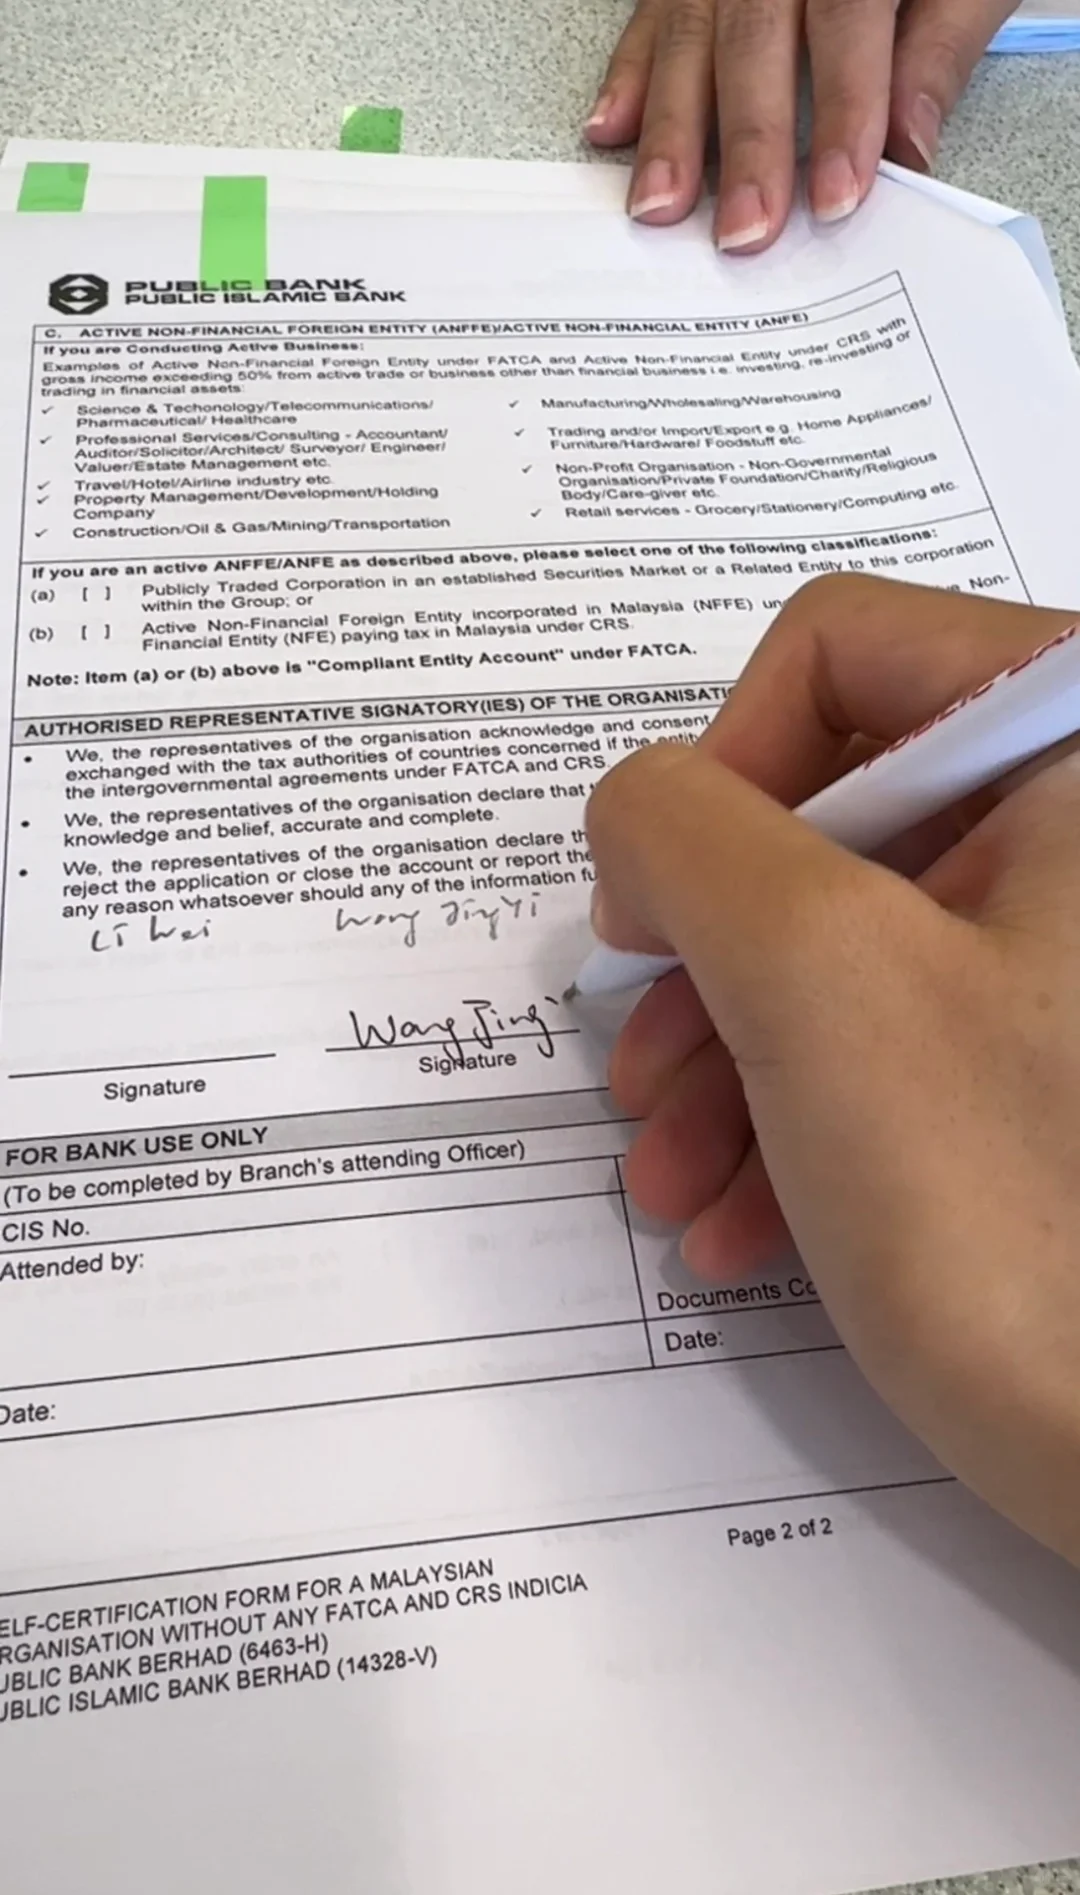 PUBLIC BANK
PUBLIC ISLAMIC BANK
C. ACTIVE NON-FINANCIAL FOREIGN ENTITY (ANFFE)/ACTIVE NON-FINANCIAL ENTITY (ANFE)
If you are Conducting Active Business:
Examples of Active Non-Financial Foreign Entity under FATCA and Active Non-Financial Entity under CRS with
gross income exceeding 50% from active trade or business other than financial business i.e. investing, re-investing or
trading in financial assets:
✓ Science & Techonology/Telecommunications/
Pharmaceutical/ Healthcare
✓ Professional Services/Consulting - Accountant/
Auditor/Solicitor/Architect/ Surveyor/ Engineer/
Valuer/Estate Management etc.
✓ Travel/Hotel/Airline industry etc.
✓ Property Management/Development/Holding
Company
✓ Construction/Oil & Gas/Mining/Transportation
✓ Manufacturing/Wholesaling/Warehousing
✓ Trading and/or Import/Export e.g. Home Appliances/
Furniture/Hardware/ Foodstuff etc.
✓ Non-Profit Organisation - Non-Governmental
Organisation/Private Foundation/Charity/Religious
Body/Care-giver etc.
✓ Retail services - Grocery/Stationery/Computing etc.
If you are an active ANFFE/ANFE as described above, please select one of the following classifications:
(a) [ ] Publicly Traded Corporation in an established Securities Market or a Related Entity to this corporation
within the Group; or
(b) [ ] Active Non-Financial Foreign Entity incorporated in Malaysia (NFFE) Non-
Financial Entity (NFE) paying tax in Malaysia under CRS.
Note: Item (a) or (b) above is "Compliant Entity Account" under FATCA.
AUTHORISED REPRESENTATIVE SIGNATORY(IES) OF THE ORGANISATI
• We, the representatives of the organisation acknowledge and consent
exchanged with the tax authorities of countries concerned if the entit
the intergovernmental agreements under FATCA and CRS.
• We, the representatives of the organisation declare that
knowledge and belief, accurate and complete.
• We, the representatives of the organisation declare th
reject the application or close the account or report the
any reason whatsoever should any of the information fu
Li Wei Wang JingYi
Wang Jingy
Signature Signature
FOR BANK USE ONLY
(To be completed by Branch's attending Officer)
CIS No.
Attended by:
Documents Co
Date:
Date:
Page 2 of 2
ELF-CERTIFICATION FORM FOR A MALAYSIAN
RGANISATION WITHOUT ANY FATCA AND CRS INDICIA
UBLIC BANK BERHAD (6463-H)
UBLIC ISLAMIC BANK BERHAD (14328-V)